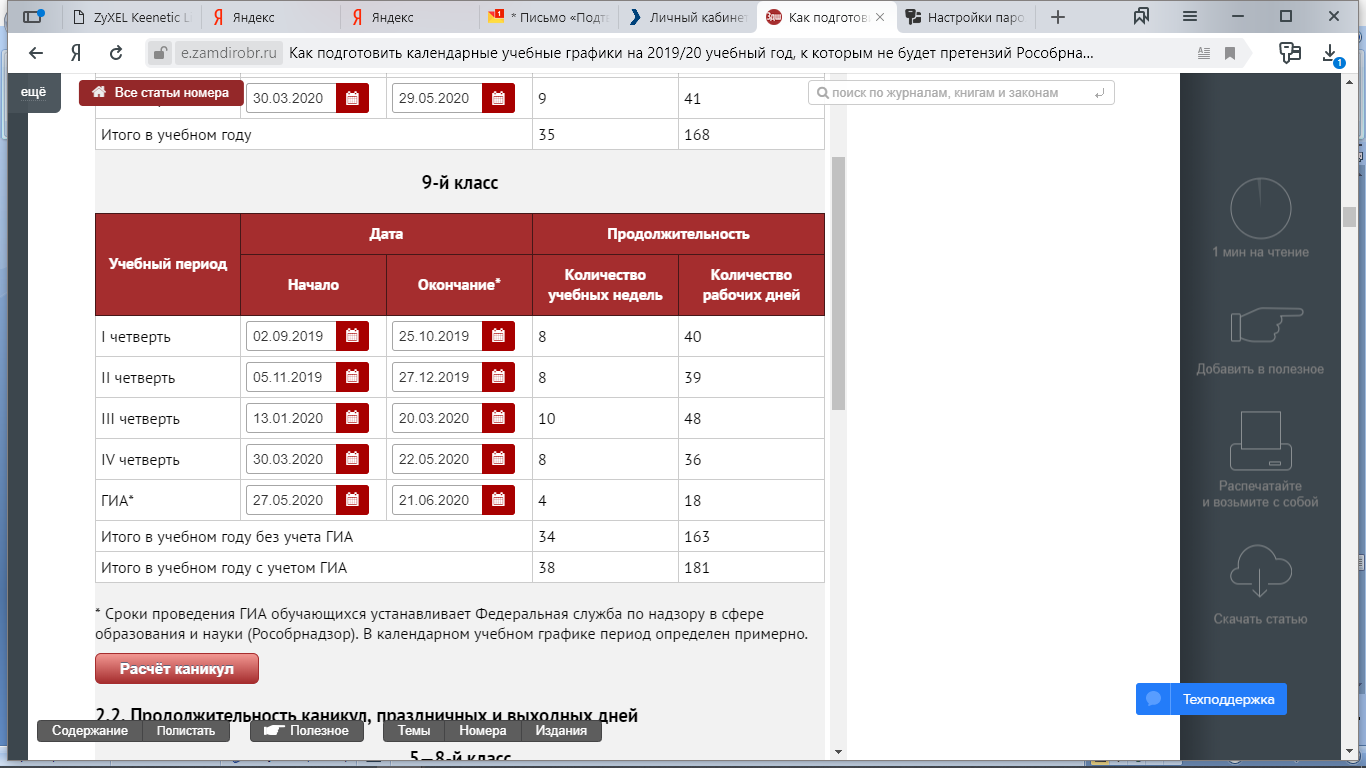 ZyXEL Keenetic Li
Яндекс
Яндекс
1
* Письмо «Подтв
Личный кабинет
Как подготовы
Настройки паро
e.zamdirobr.ru
Как подготовить календарные учебные графики на 2019/20 учебный год, к которым не будет претензий Рособрна...
1
ещё
Все статьи номера
поиск по журналам, книгам и законам
30.03.2020 29.05.2020 9 41
Итого в учебном году 35 168
9-й класс
Учебный период Дата Продолжительность
Начало Окончание* Количество учебных недель Количество рабочих дней
I четверть 02.09.2019 25.10.2019 8 40
II четверть 05.11.2019 27.12.2019 8 39
III четверть 13.01.2020 20.03.2020 10 48
IV четверть 30.03.2020 22.05.2020 8 36
ГИА* 27.05.2020 21.06.2020 4 18
Итого в учебном году без учета ГИА 34 163
Итого в учебном году с учетом ГИА 38 181
* Сроки проведения ГИА обучающихся устанавливает Федеральная служба по надзору в сфере
образования и науки (Рособрнадзор). В календарном учебном графике период определен примерно.
Расчёт каникул
2.2. Продолжительность каникул, праздничных и выходных дней
5—8-й класс
Содержание Полистать Полезное Темы Номера Издания
1 мин на чтение
Добавить в полезное
Распечатайте
и возьмите с собой
Скачать статью
Техподдержка